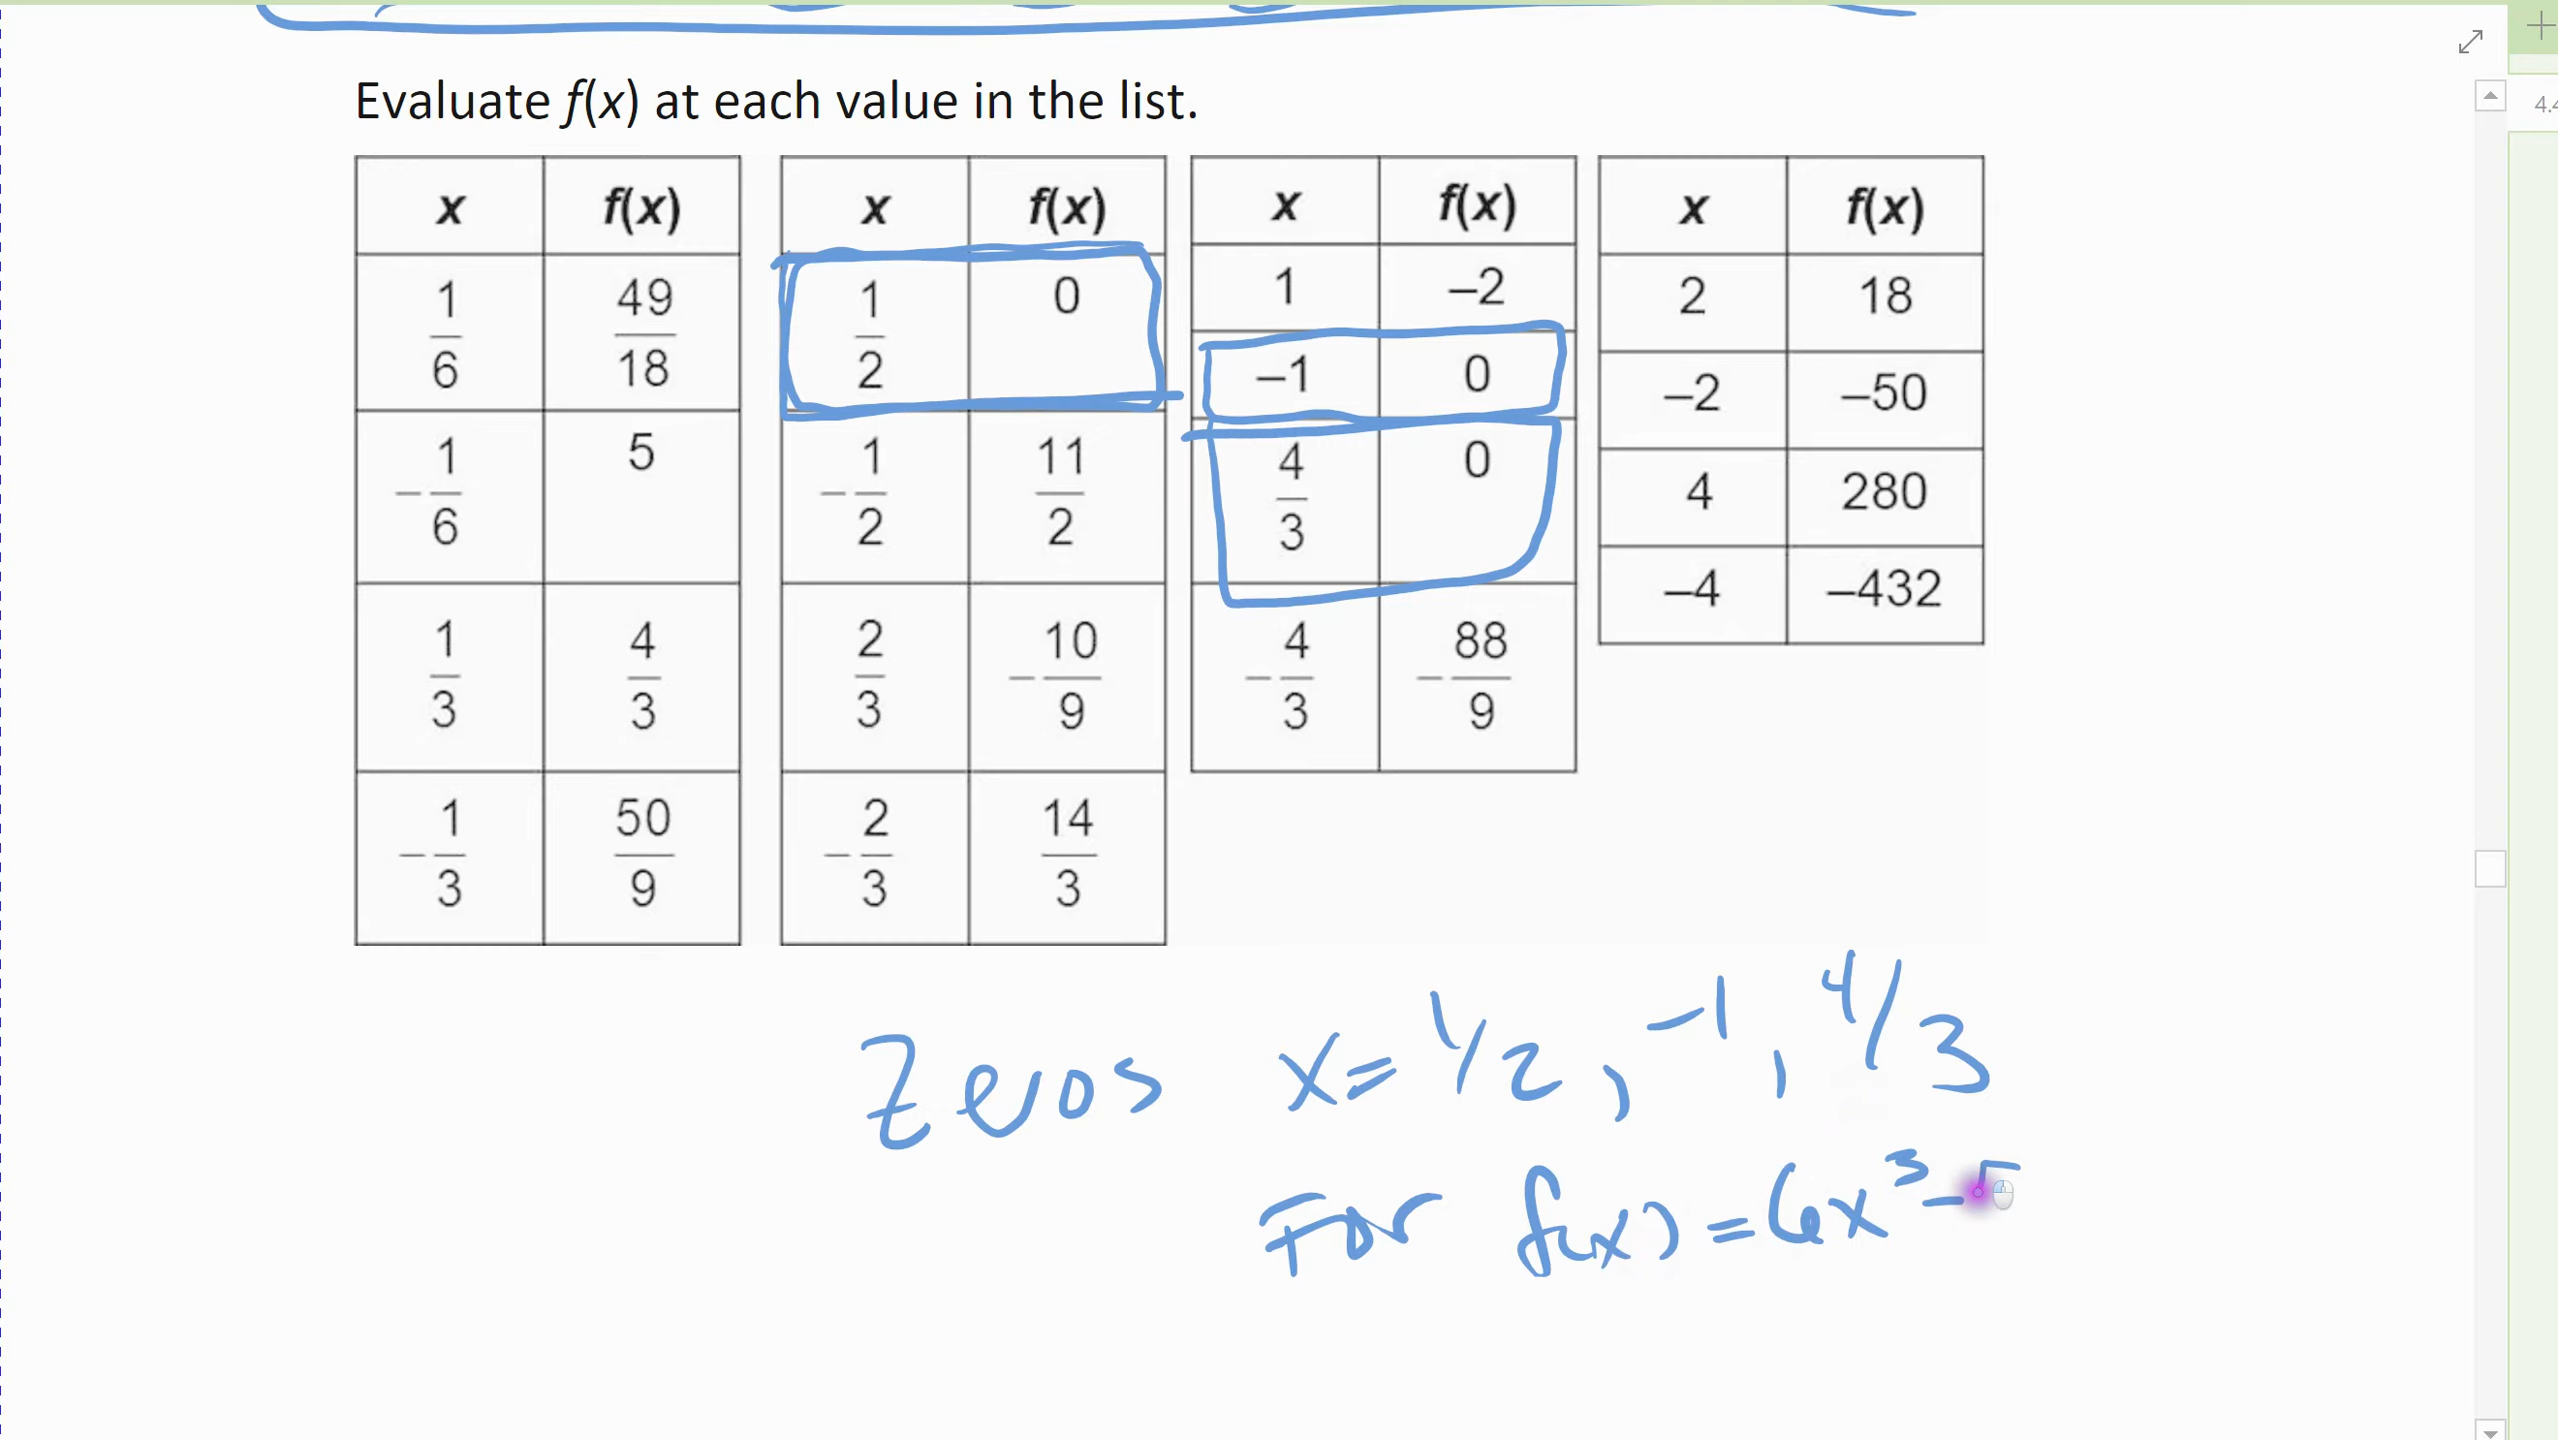 Evaluate f(x) at each value in the list.
x f(x)
1/6 49/18
–1/6 5
1/3 4/3
–1/3 50/9
x f(x)
1/2 0
–1/2 11/2
2/3 –10/9
–2/3 14/3
x f(x)
1 –2
–1 0
4/3 0
–4/3 –88/9
x f(x)
2 18
–2 –50
4 280
–4 –432
Zeros x= 1/2, -1, 4/3
For f(x) = 6x³-5